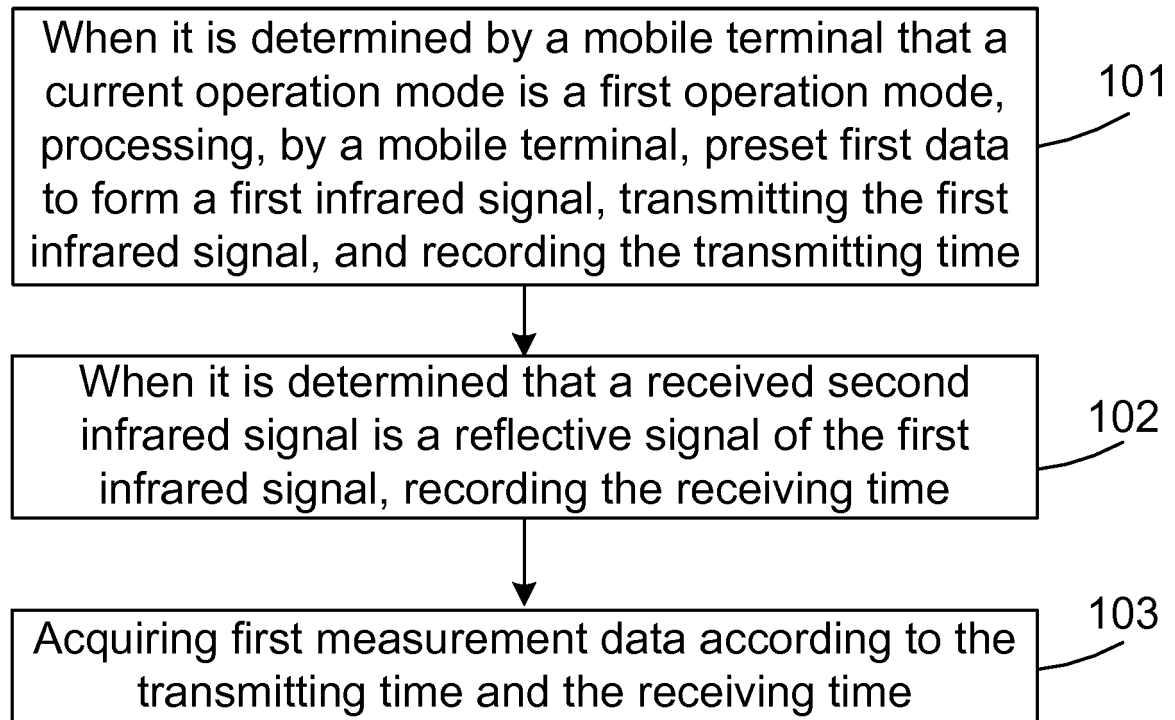 When it is determined by a mobile terminal that a
current operation mode is a first operation mode,
processing, by a mobile terminal, preset first data
to form a first infrared signal, transmitting the first
infrared signal, and recording the transmitting time
101
When it is determined that a received second
infrared signal is a reflective signal of the first
infrared signal, recording the receiving time
102
Acquiring first measurement data according to the
transmitting time and the receiving time
103